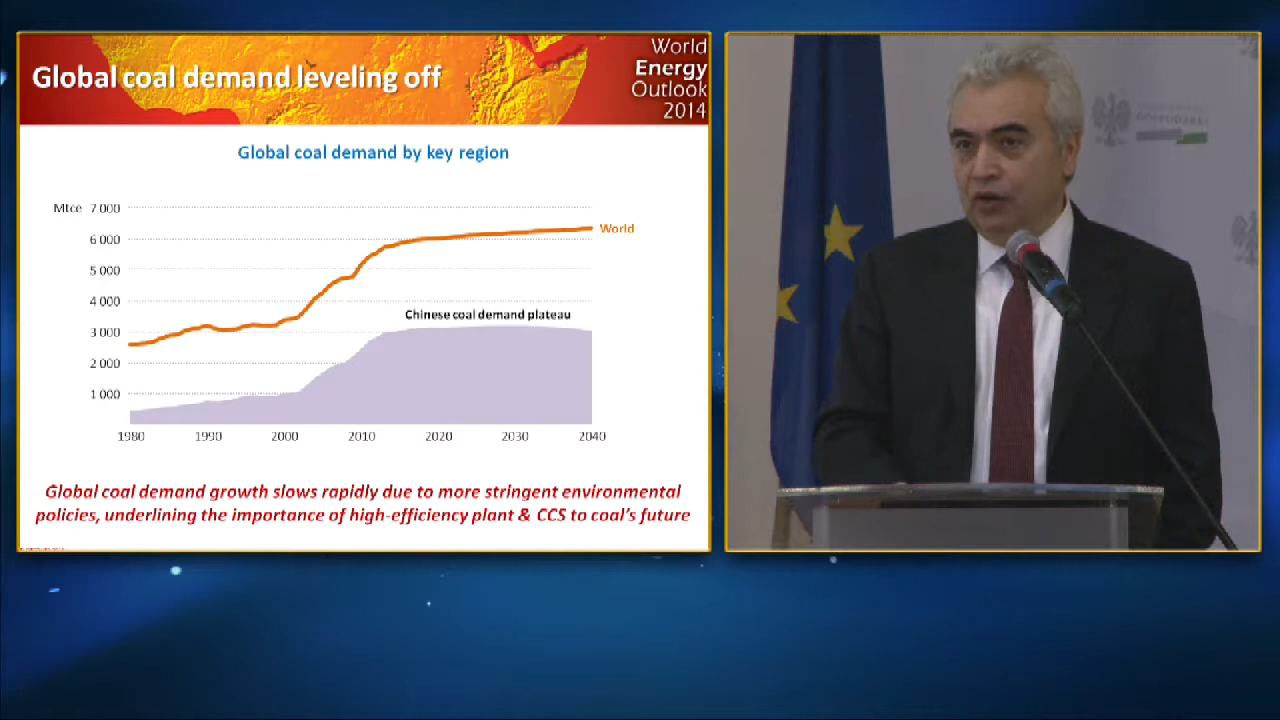 Global coal demand leveling off
World
Energy
Outlook
2014
Global coal demand by key region
Mtce 7 000
World
6 000
5 000
4 000
Chinese coal demand plateau
3 000
2 000
1 000
1980 1990 2000 2010 2020 2030 2040
Global coal demand growth slows rapidly due to more stringent environmental
policies, underlining the importance of high-efficiency plant & CCS to coal's future
GOSPODARKI